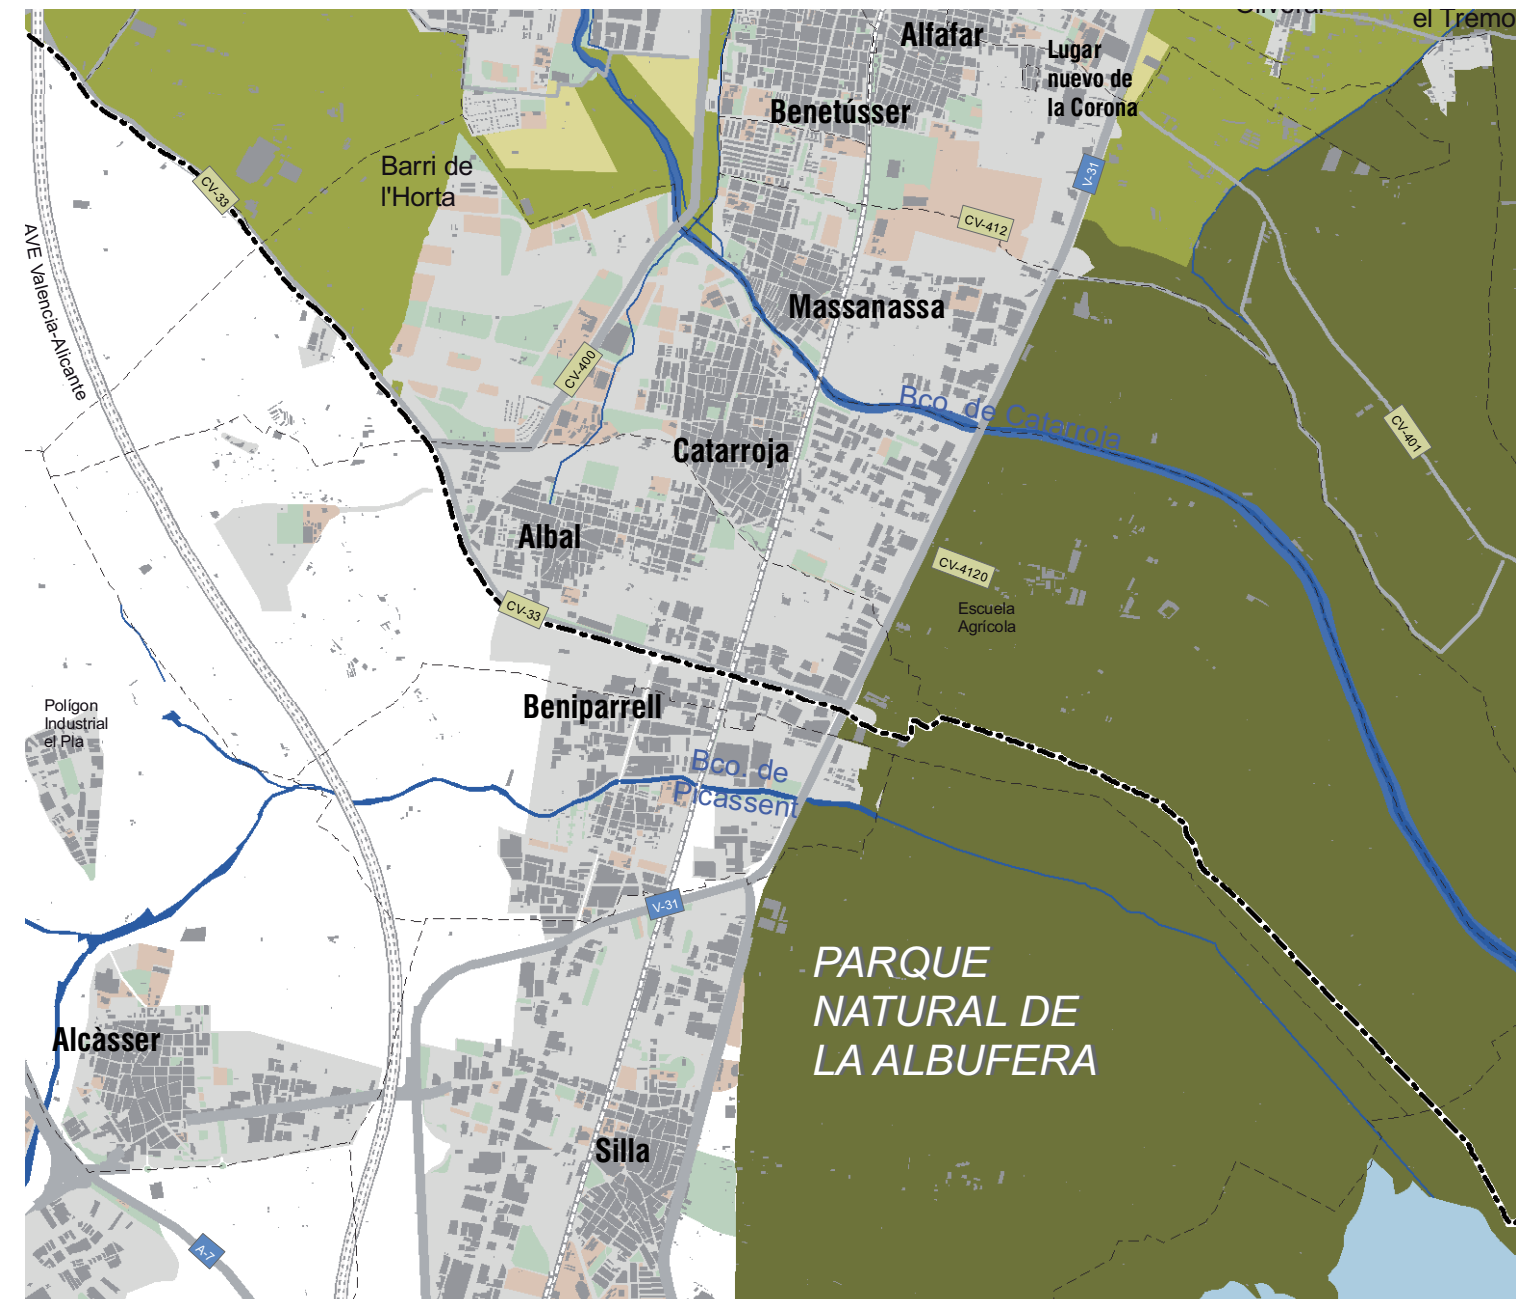 el Tremo
Alfafar
Lugar
nuevo de
la Corona
Benetússer
Barri de
l'Horta
V-31
CV-33
CV-412
AVE Valencia-Alicante
Massanassa
CV-400
Bco. de Catarroja
CV-401
Catarroja
Albal
CV-4120
Escuela
Agrícola
CV-33
Beniparrell
Polígon
Industrial
el Pla
Bco. de
Picassent
V-31
PARQUE
NATURAL DE
LA ALBUFERA
Alcàsser
Silla
A-7